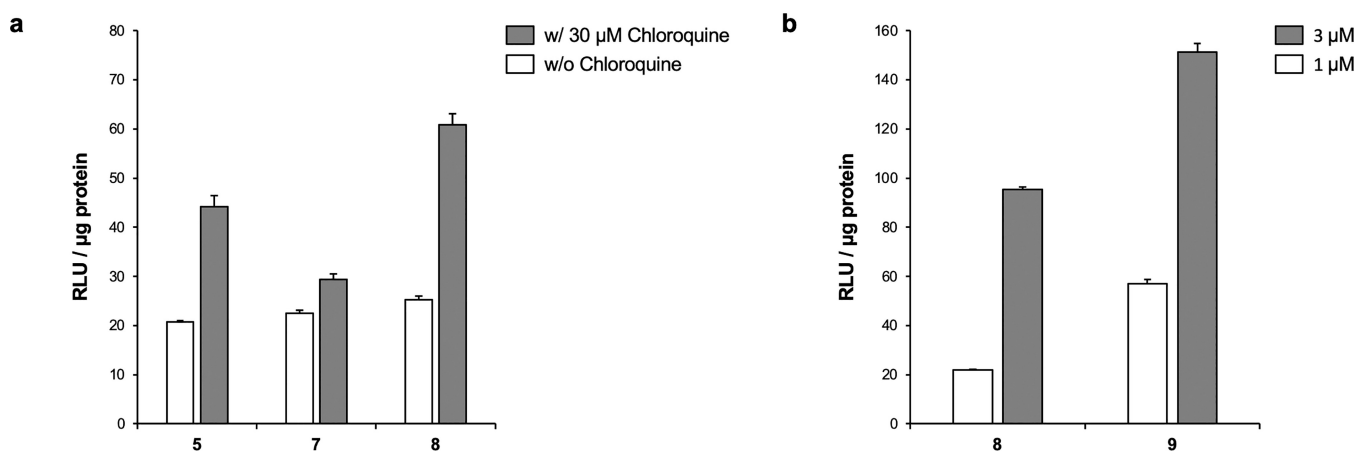 a
80
70
60
50
40
30
20
10
0
RLU / µg protein
5 7 8
w/ 30 µM Chloroquine
w/o Chloroquine
b
160
140
120
100
80
60
40
20
0
RLU / µg protein
8 9
3 µM
1 µM